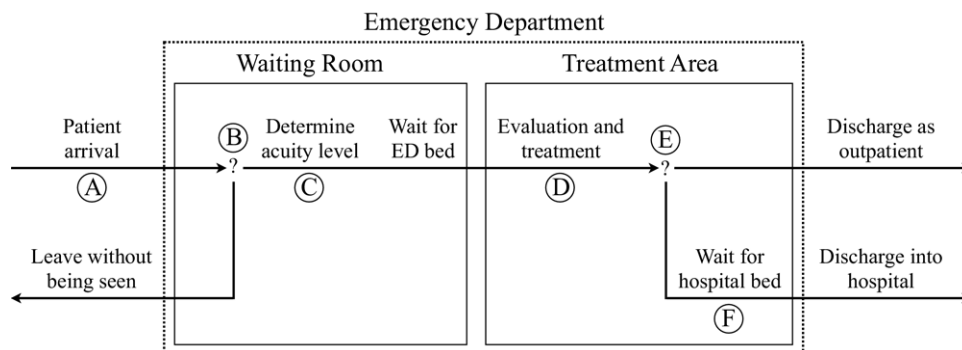 Emergency Department
Waiting Room
Treatment Area
Patient
arrival
A
B
?
Determine
acuity level
C
Wait for
ED bed
Evaluation and
treatment
D
E
?
Discharge as
outpatient
Leave without
being seen
Wait for
hospital bed
F
Discharge into
hospital